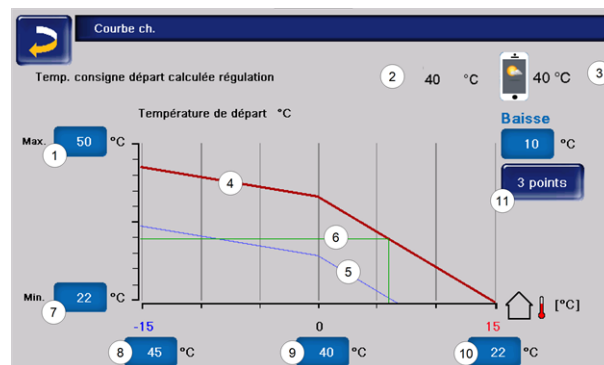 Courbe ch.
Temp. consigne départ calculée régulation 2 40 °C 40 °C 3
Température de départ °C
Baisse
Max. 50 °C 10 °C
1
4 3 points
11
6
5
Min. 22 °C [°C]
7
-15 0 15
8 45 °C 9 40 °C 10 22 °C